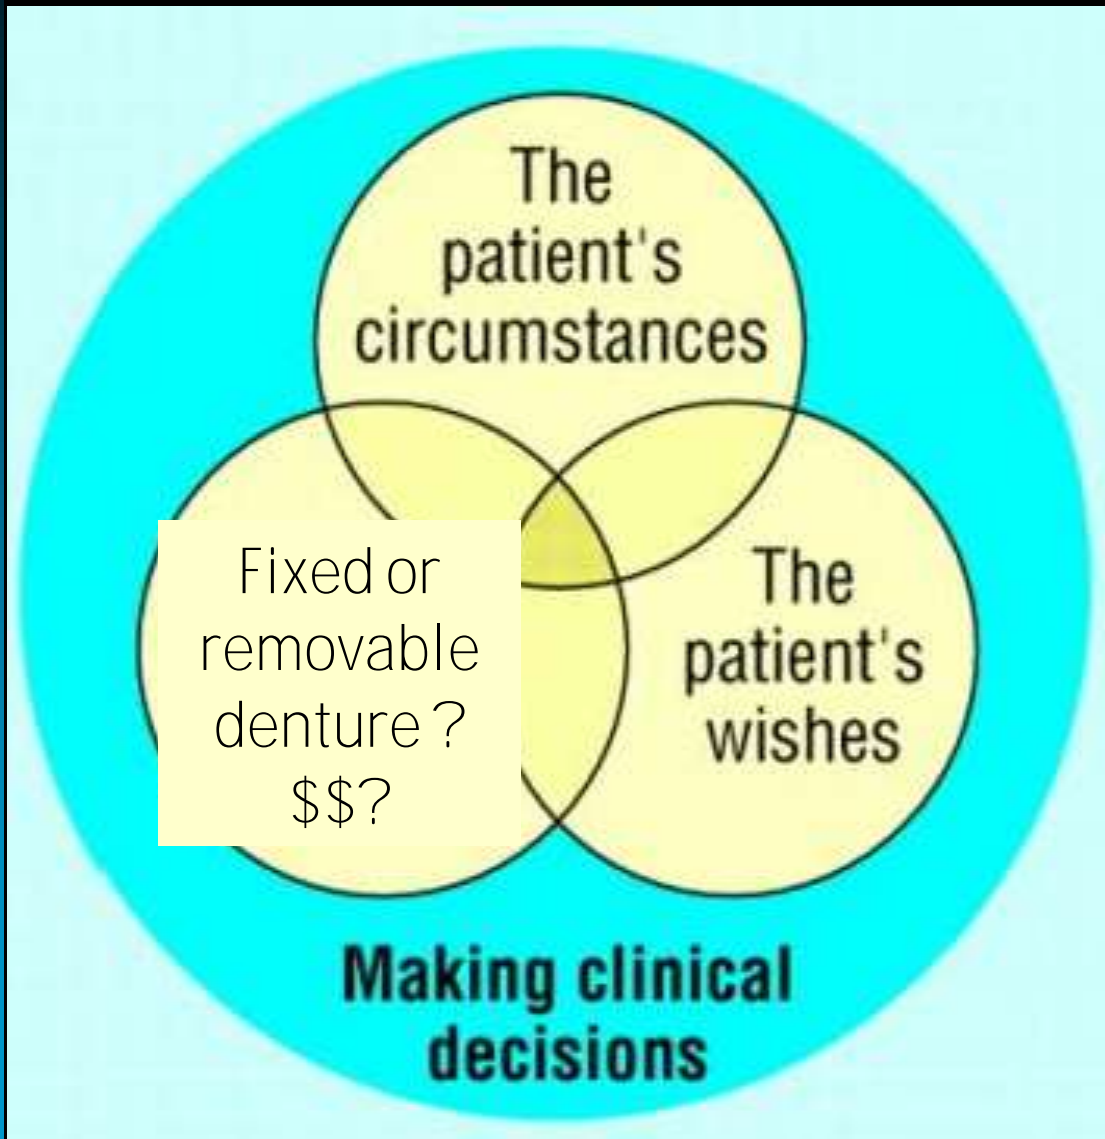 The
patient's
circumstances
Fixed or
removable
denture ?
$$?
The
patient's
wishes
Making clinical
decisions